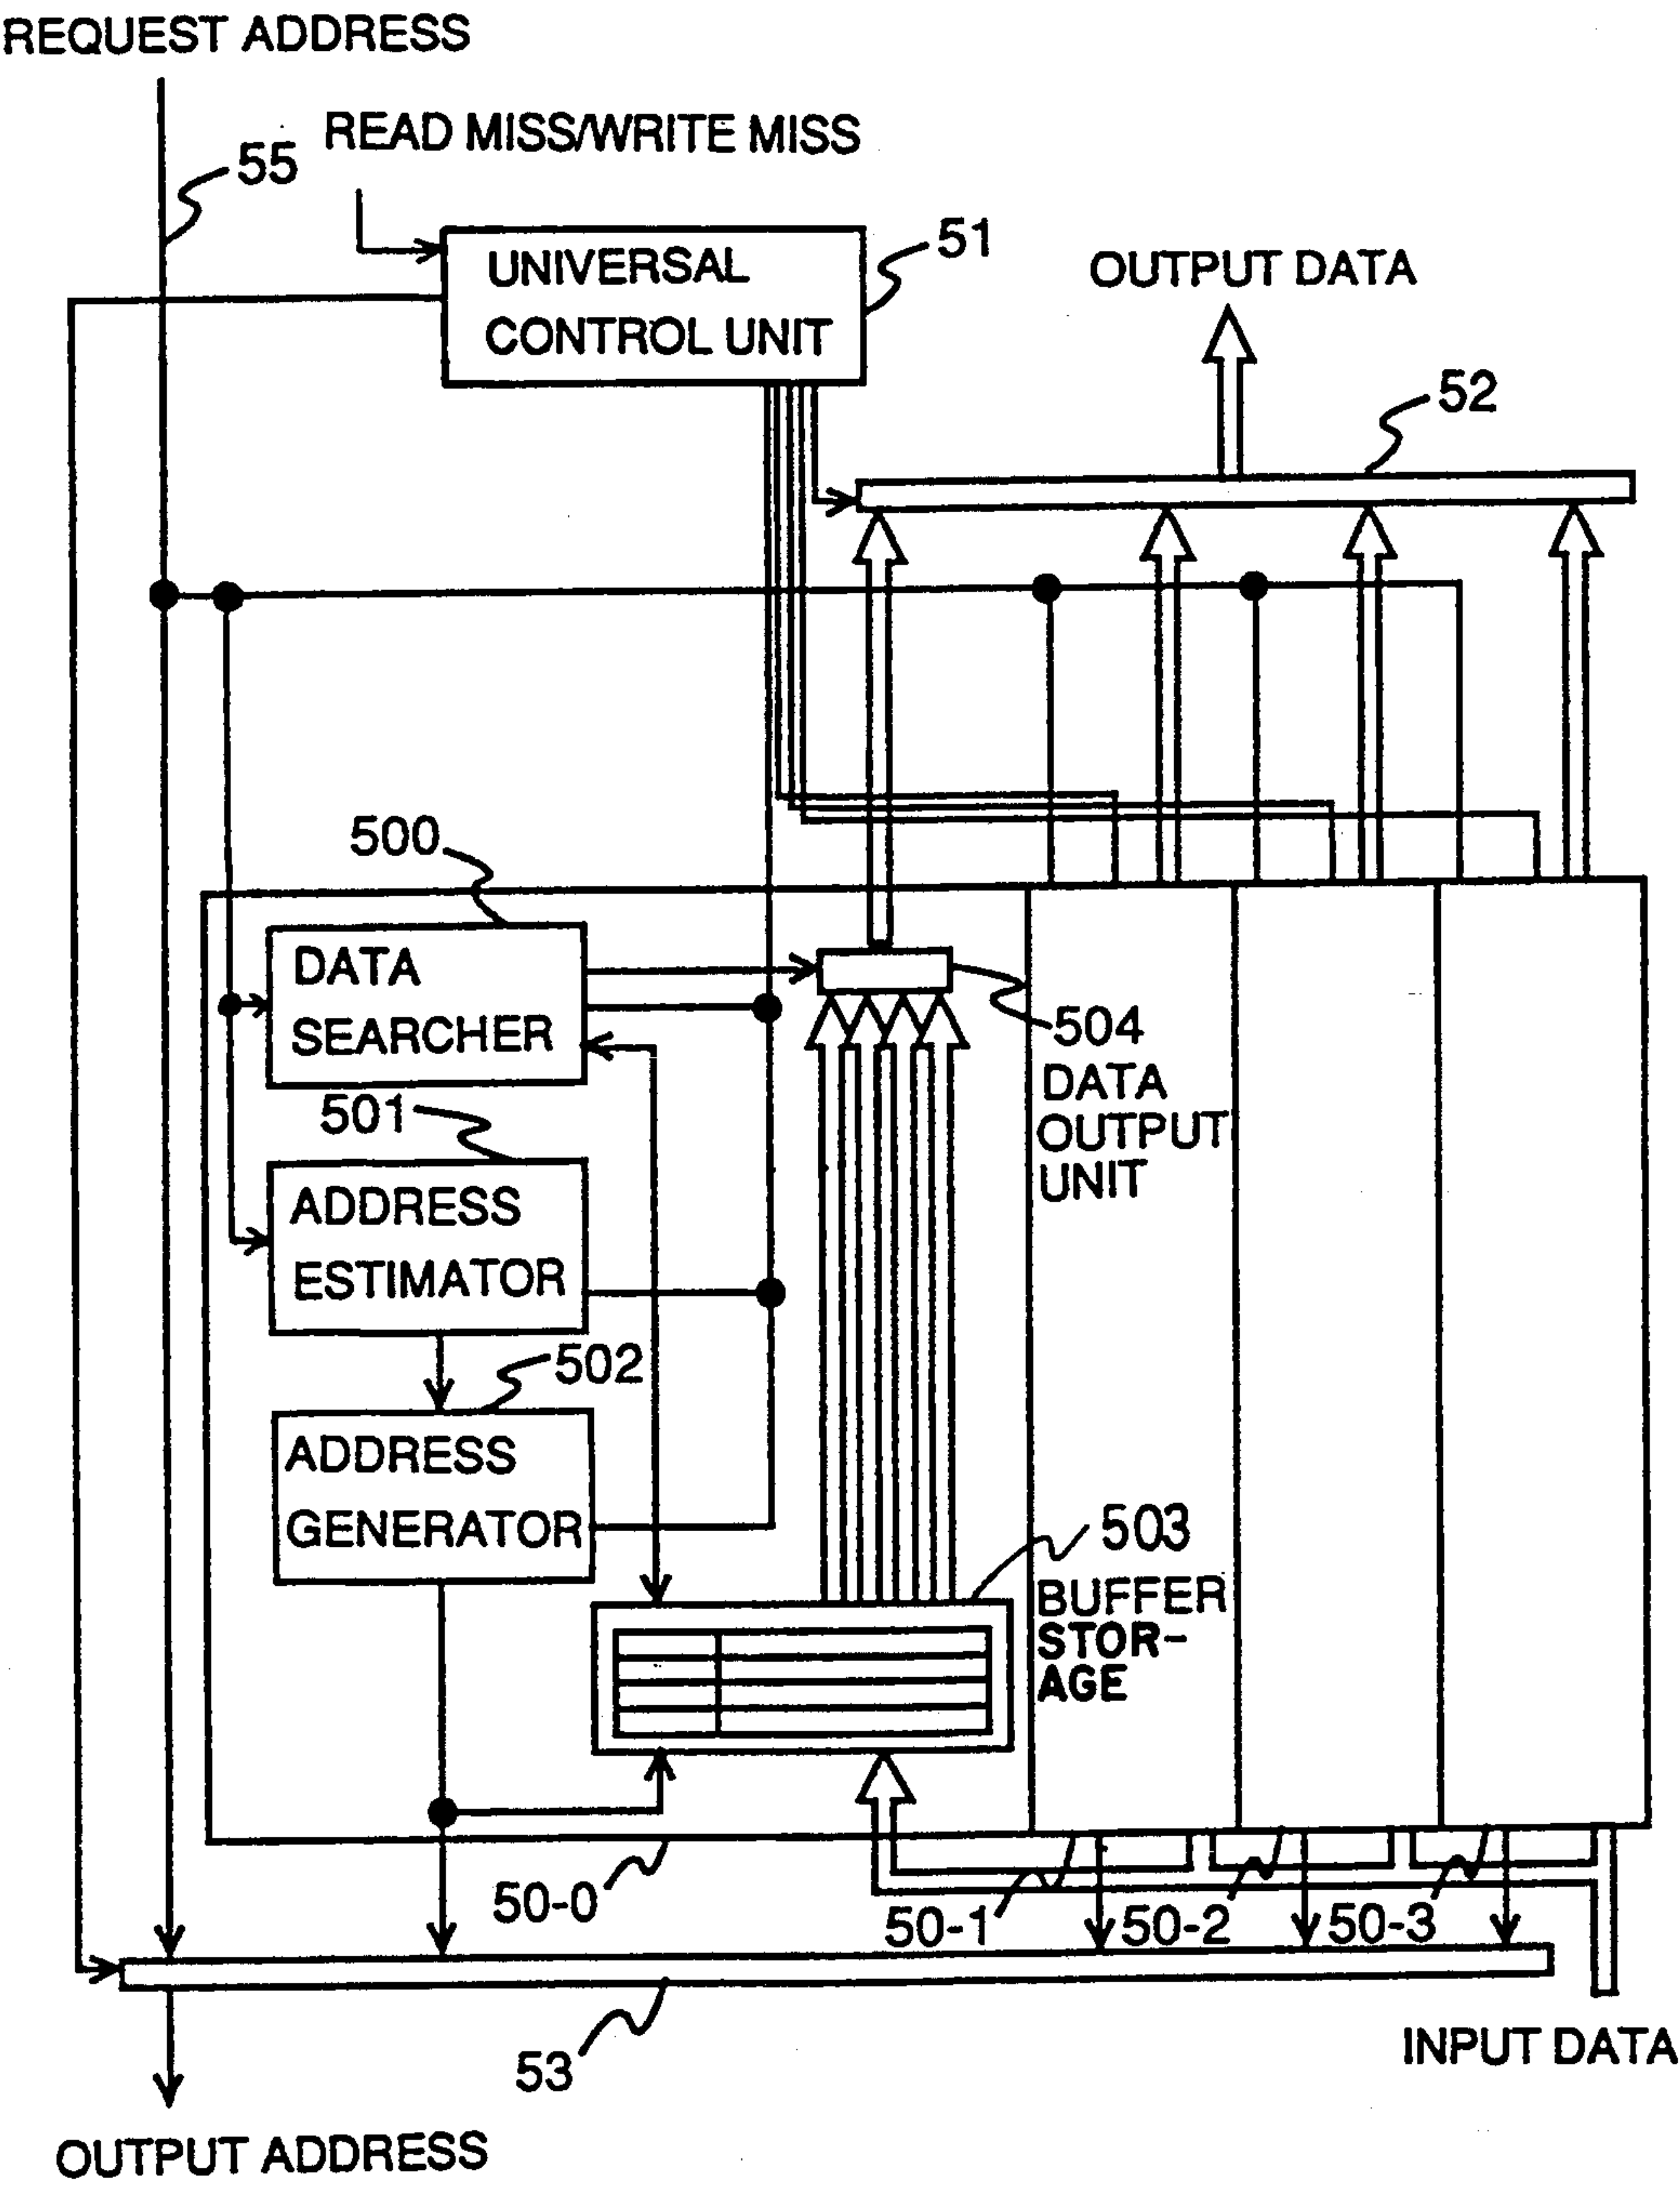 REQUEST ADDRESS
READ MISS/WRITE MISS
55
51
UNIVERSAL
CONTROL UNIT
OUTPUT DATA
52
500
DATA
SEARCHER
504
DATA
OUTPUT
UNIT
501
ADDRESS
ESTIMATOR
502
ADDRESS
GENERATOR
503
BUFFER
STOR-
AGE
50-0
50-1
50-2
50-3
53
INPUT DATA
OUTPUT ADDRESS